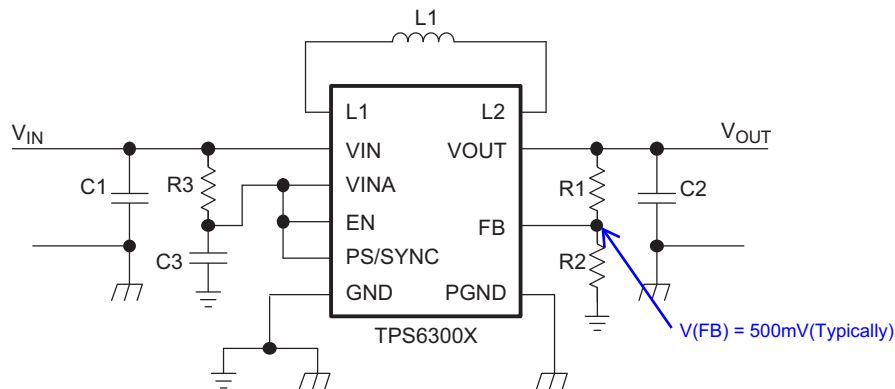 L1
L1
L2
VIN
VOUT
VIN
VOUT
C1
R3
VINA
R1
C2
EN
FB
C3
PS/SYNC
R2
GND
PGND
TPS6300X
V(FB) = 500mV(Typically)